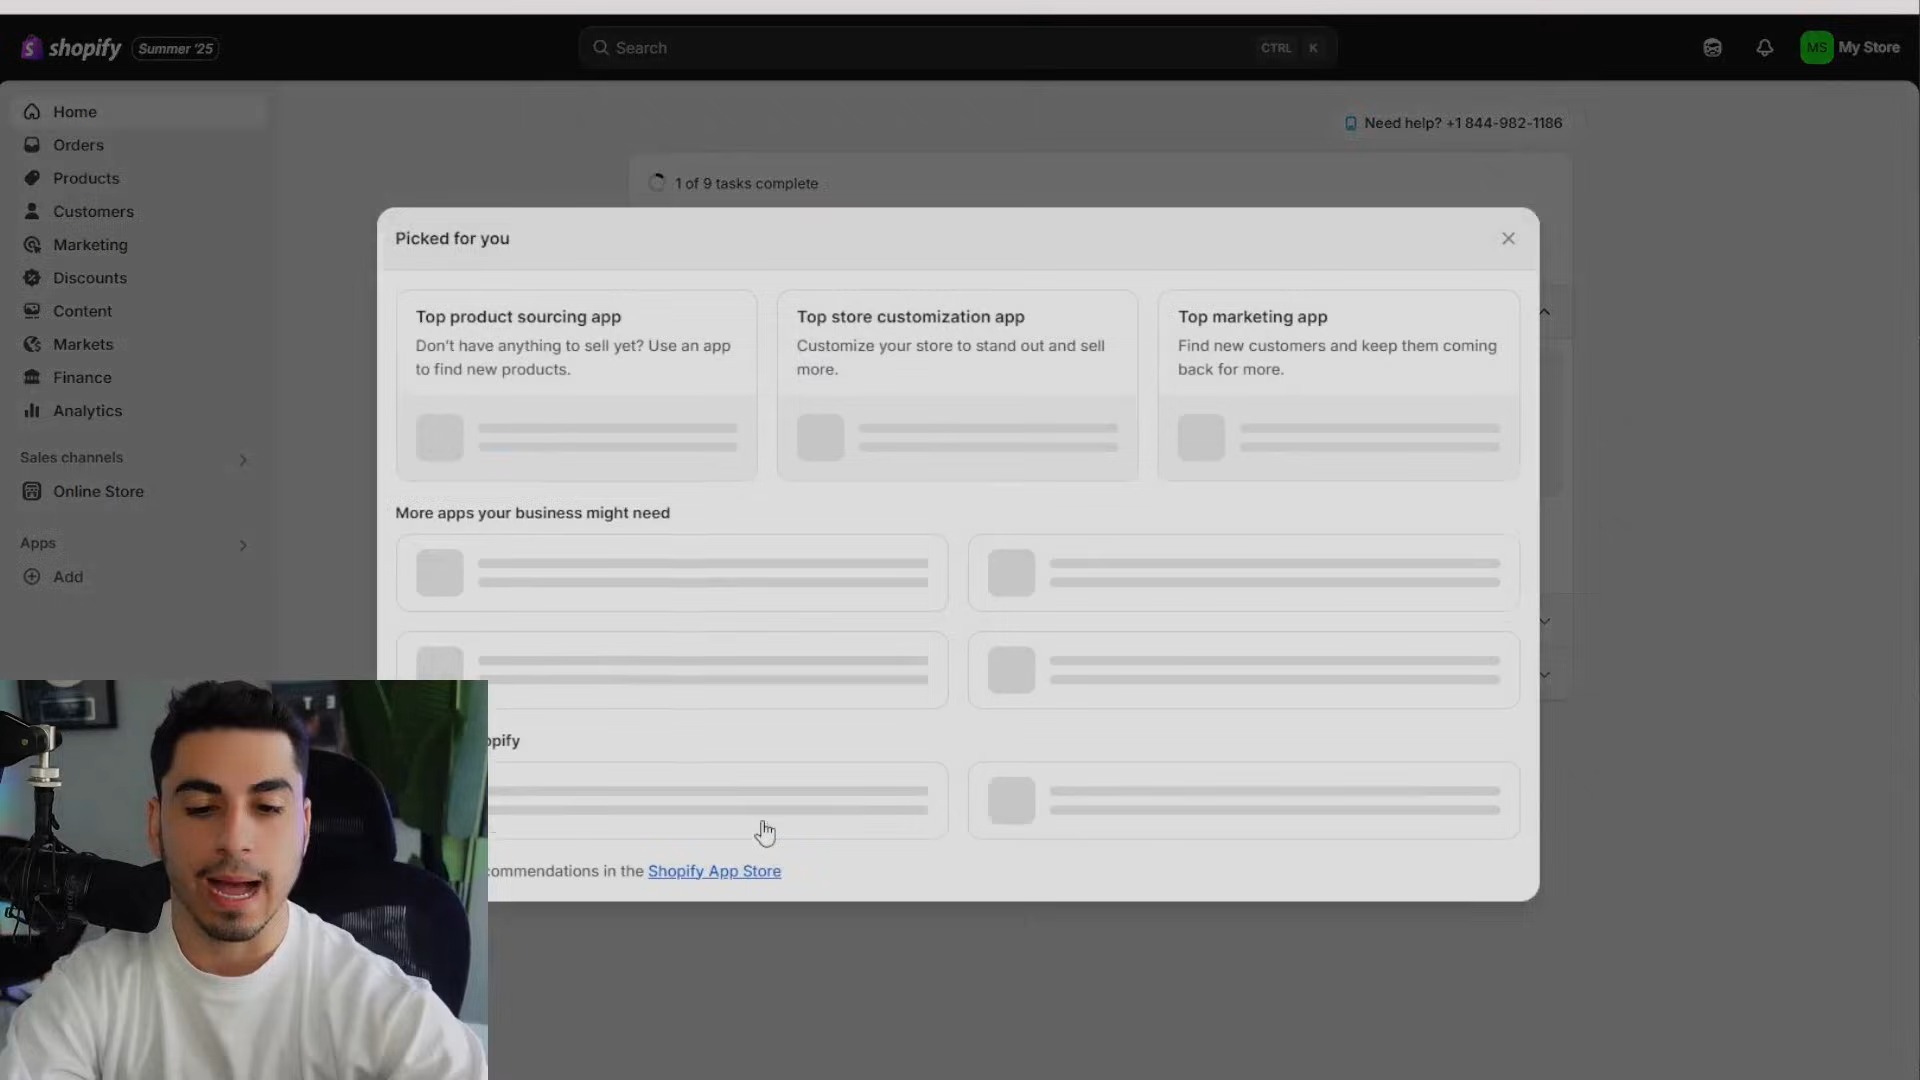 shopify Summer '25
Search
CTRL K
MS My Store
Home
Orders
Products
Customers
Marketing
Discounts
Content
Markets
Finance
Analytics
Sales channels
Online Store
Apps
Add
Need help? +1 844-982-1186
1 of 9 tasks complete
Picked for you
Top product sourcing app
Don't have anything to sell yet? Use an app
to find new products.
Top store customization app
Customize your store to stand out and sell
more.
Top marketing app
Find new customers and keep them coming
back for more.
More apps your business might need
opify
commendations in the Shopify App Store